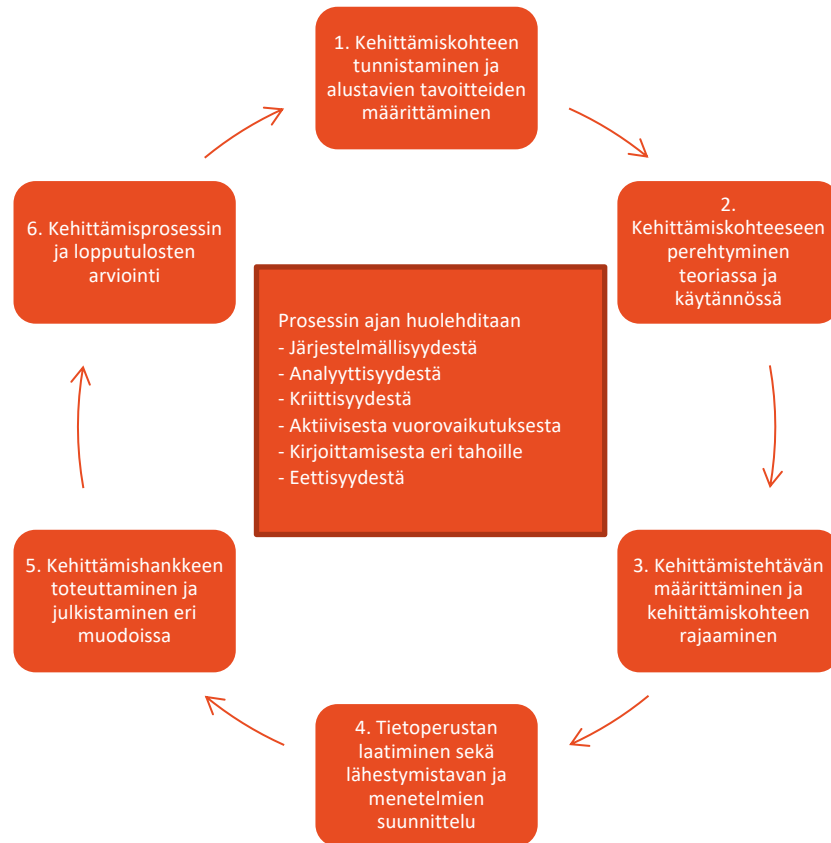 1. Kehittämiskohteen
tunnistaminen ja
alustavien tavoitteiden
määrittäminen
2.
Kehittämiskohteeseen
perehtyminen
teoriassa ja
käytännössä
3. Kehittämistehtävän
määrittäminen ja
kehittämiskohteen
rajaaminen
4. Tietoperustan
laatiminen sekä
lähestymistavan ja
menetelmien
suunnittelu
5. Kehittämishankkeen
toteuttaminen ja
julkistaminen eri
muodoissa
6. Kehittämisprosessin
ja lopputulosten
arviointi
Prosessin ajan huolehditaan
- Järjestelmällisyydestä
- Analyyttisyydestä
- Kriittisyydestä
- Aktiivisesta vuorovaikutuksesta
- Kirjoittamisesta eri tahoille
- Eettisyydestä